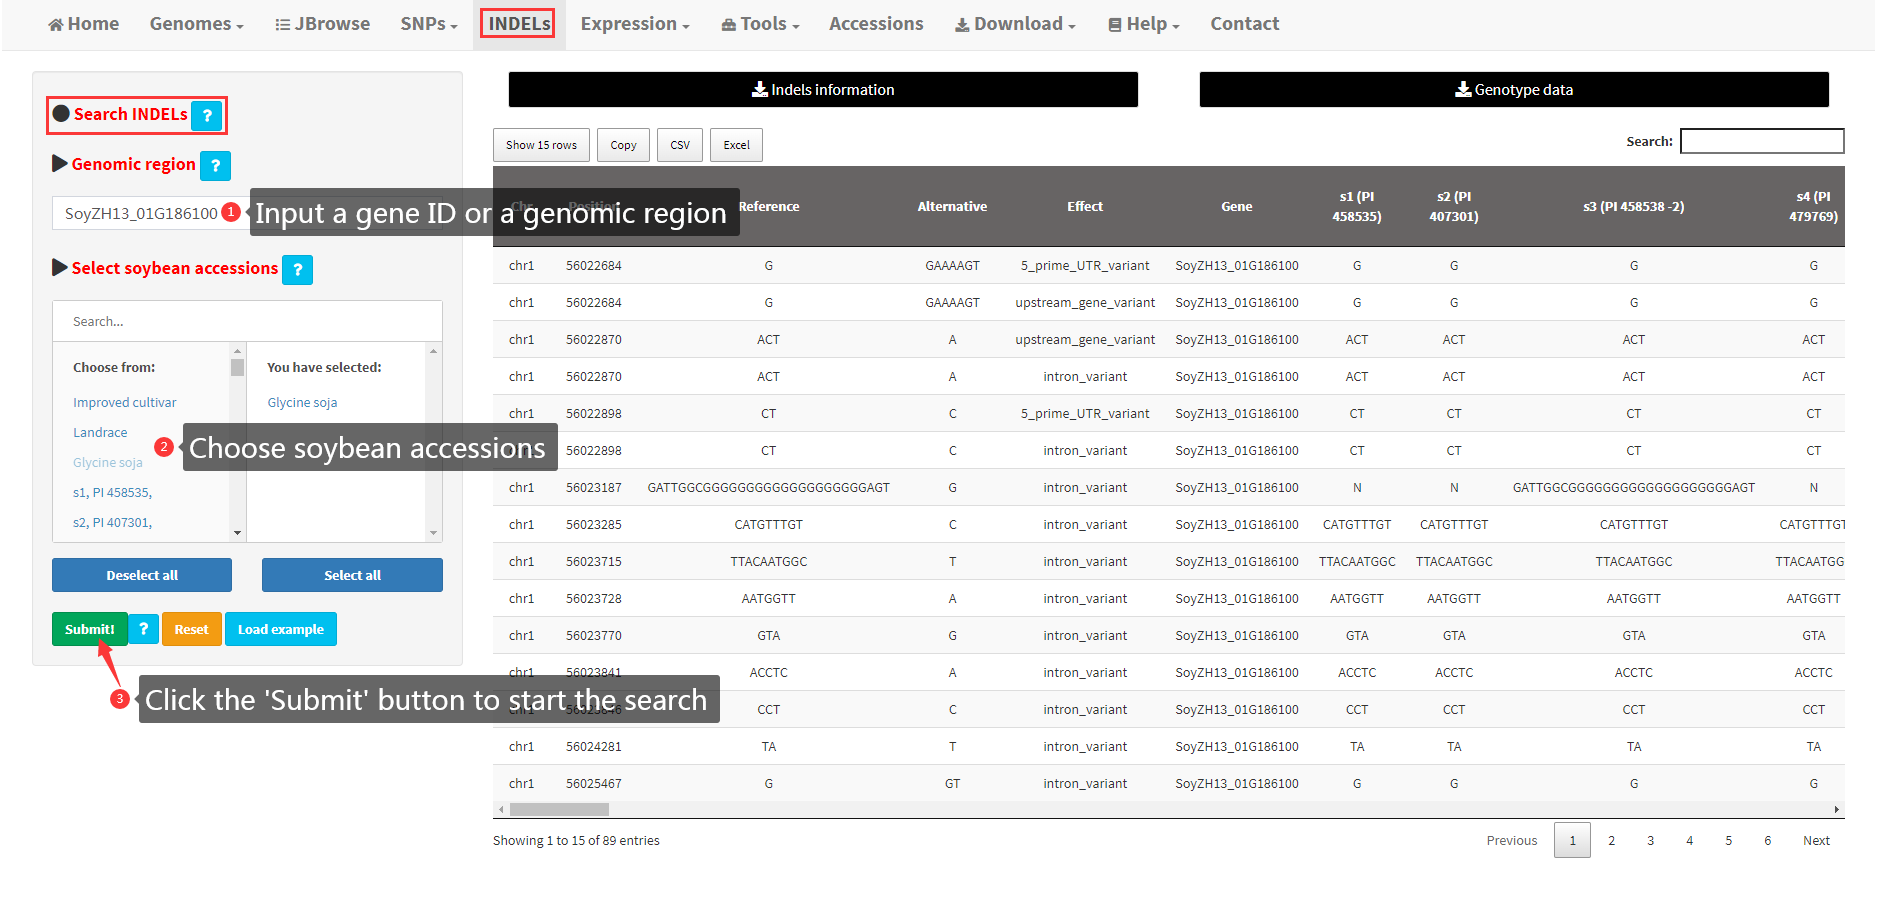 Home Genomes JBrowse SNPs INDELs Expression Tools Accessions Download Help Contact
Search INDELs ?
Genomic region ?
SoyZH13_01G186100
1 Input a gene ID or a genomic region
Select soybean accessions ?
Search...
Choose from:
Improved cultivar
Landrace
Glycine soja
s1, PI 458535,
s2, PI 407301,
You have selected:
Glycine soja
2 Choose soybean accessions
Deselect all Select all
Submit! ? Reset Load example
3 Click the 'Submit' button to start the search
Indels information Genotype data
Show 15 rows Copy CSV Excel Search:
Chr Position Reference Alternative Effect Gene s1 (PI 458535) s2 (PI 407301) s3 (PI 458538 -2) s4 (PI 479769)
chr1 56022684 G GAAAAGT 5_prime_UTR_variant SoyZH13_01G186100 G G G G
chr1 56022684 G GAAAAGT upstream_gene_variant SoyZH13_01G186100 G G G G
chr1 56022870 ACT A upstream_gene_variant SoyZH13_01G186100 ACT ACT ACT ACT
chr1 56022870 ACT A intron_variant SoyZH13_01G186100 ACT ACT ACT ACT
chr1 56022898 CT C 5_prime_UTR_variant SoyZH13_01G186100 CT CT CT CT
chr1 56022898 CT C intron_variant SoyZH13_01G186100 CT CT CT CT
chr1 56023187 GATTGGCGGGGGGGGGGGGGGGGGGGAGT G intron_variant SoyZH13_01G186100 N N GATTGGCGGGGGGGGGGGGGGGGGGGAGT N
chr1 56023285 CATGTTTGT C intron_variant SoyZH13_01G186100 CATGTTTGT CATGTTTGT CATGTTTGT CATGTTTGT
chr1 56023715 TTACAATGGC T intron_variant SoyZH13_01G186100 TTACAATGGC TTACAATGGC TTACAATGGC TTACAATGG
chr1 56023728 AATGGTT A intron_variant SoyZH13_01G186100 AATGGTT AATGGTT AATGGTT AATGGTT
chr1 56023770 GTA G intron_variant SoyZH13_01G186100 GTA GTA GTA GTA
chr1 56023841 ACCTC A intron_variant SoyZH13_01G186100 ACCTC ACCTC ACCTC ACCTC
chr1 56023846 CCT C intron_variant SoyZH13_01G186100 CCT CCT CCT CCT
chr1 56024281 TA T intron_variant SoyZH13_01G186100 TA TA TA TA
chr1 56025467 G GT intron_variant SoyZH13_01G186100 G G G G
Showing 1 to 15 of 89 entries Previous 1 2 3 4 5 6 Next